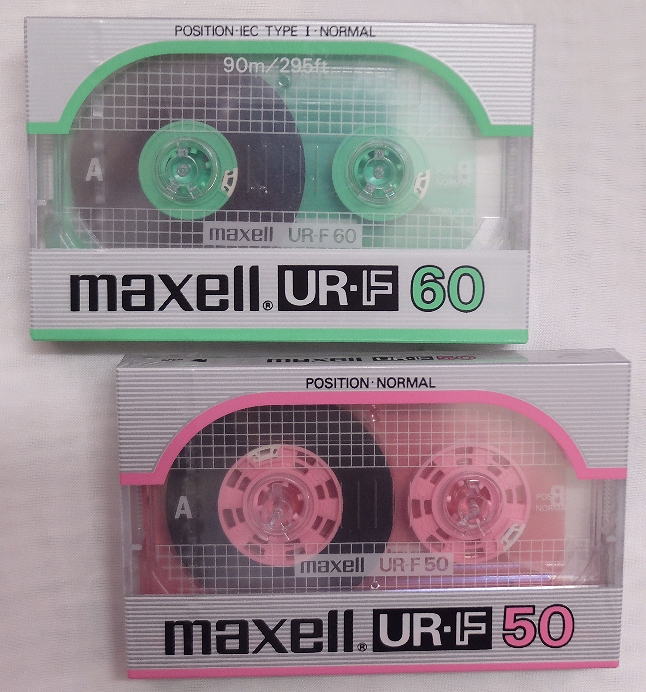 POSITION·IEC TYPE I·NORMAL
90m/295ft
A
B
maxell UR·F 60
maxell® UR·F 60
maxell UR·F 50
POSITION·NORMAL
A
B
maxell UR·F 50
maxell® UR·F 50